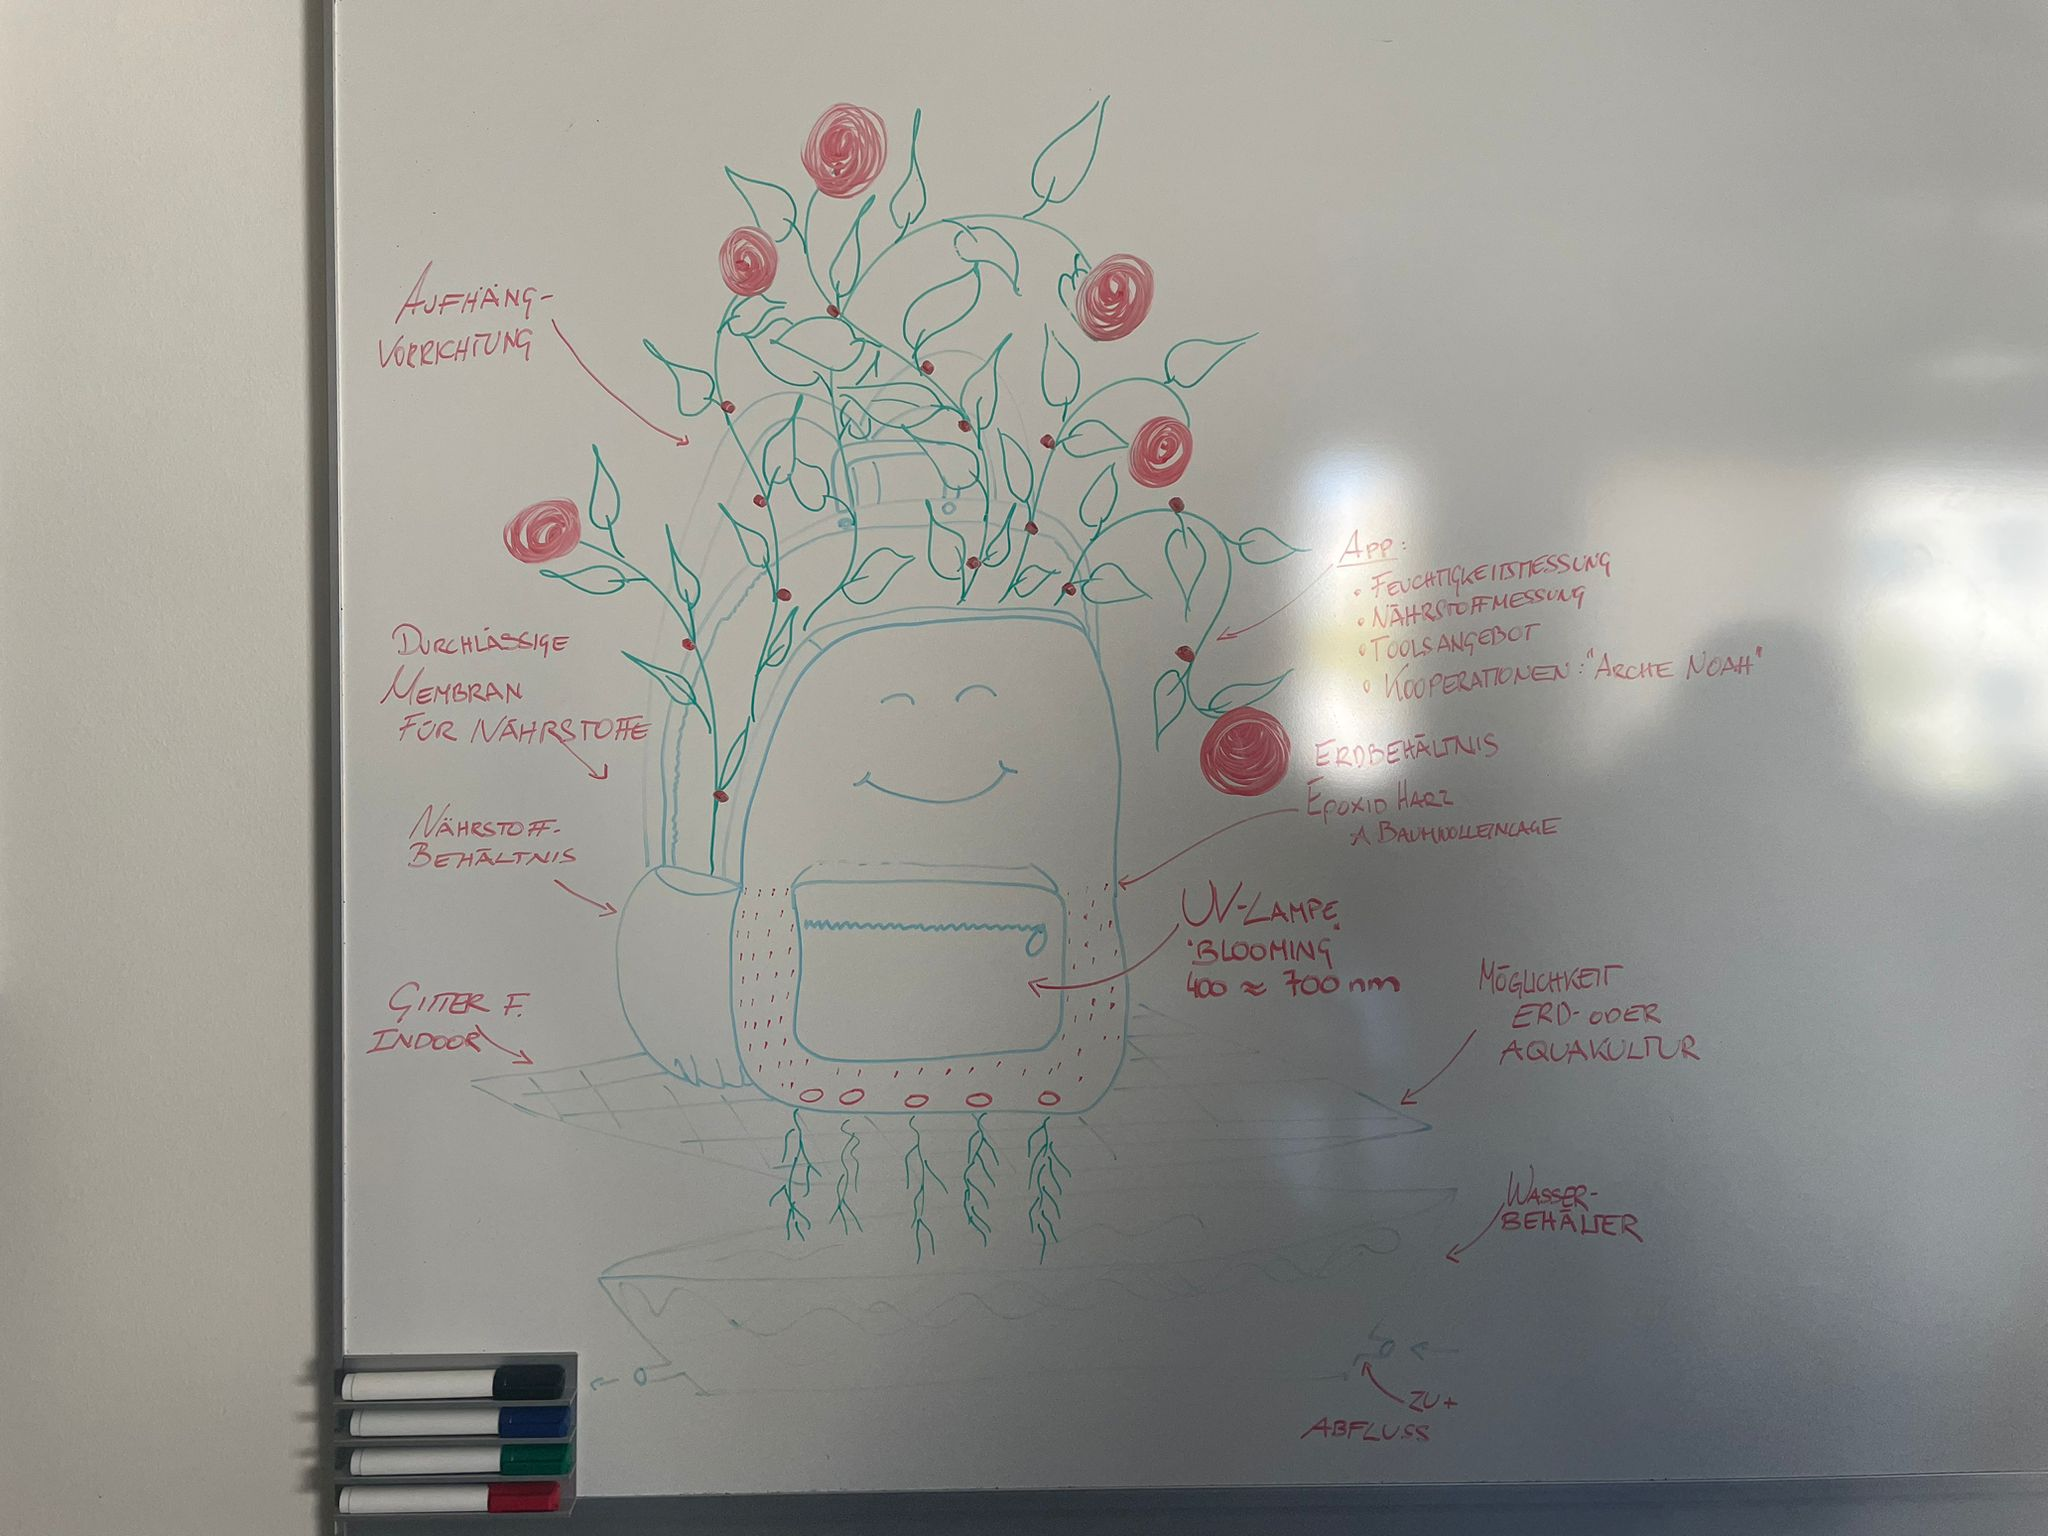 AUFHÄNG-
VORRICHTUNG
DURCHLÄSSIGE
MEMBRAN
FÜR NÄHRSTOFFE
NÄHRSTOFF-
BEHÄLTNIS
GITTER F.
INDOOR
APP:
• FEUCHTIGKEITSMESSUNG
• NÄHRSTOFFMESSUNG
• TOOLSANGEBOT
• KOOPERATIONEN: "ARCHE NOAH"
ERDBEHÄLTNIS
EPOXID HARZ
BAUMWOLLEINLAGE
UV-LAMPE
"BLOOMING"
400 ≈ 700 nm
MÖGLICHKEIT
ERD- ODER
AQUAKULTUR
WASSER-
BEHÄLTER
ZU +
ABFLUSS